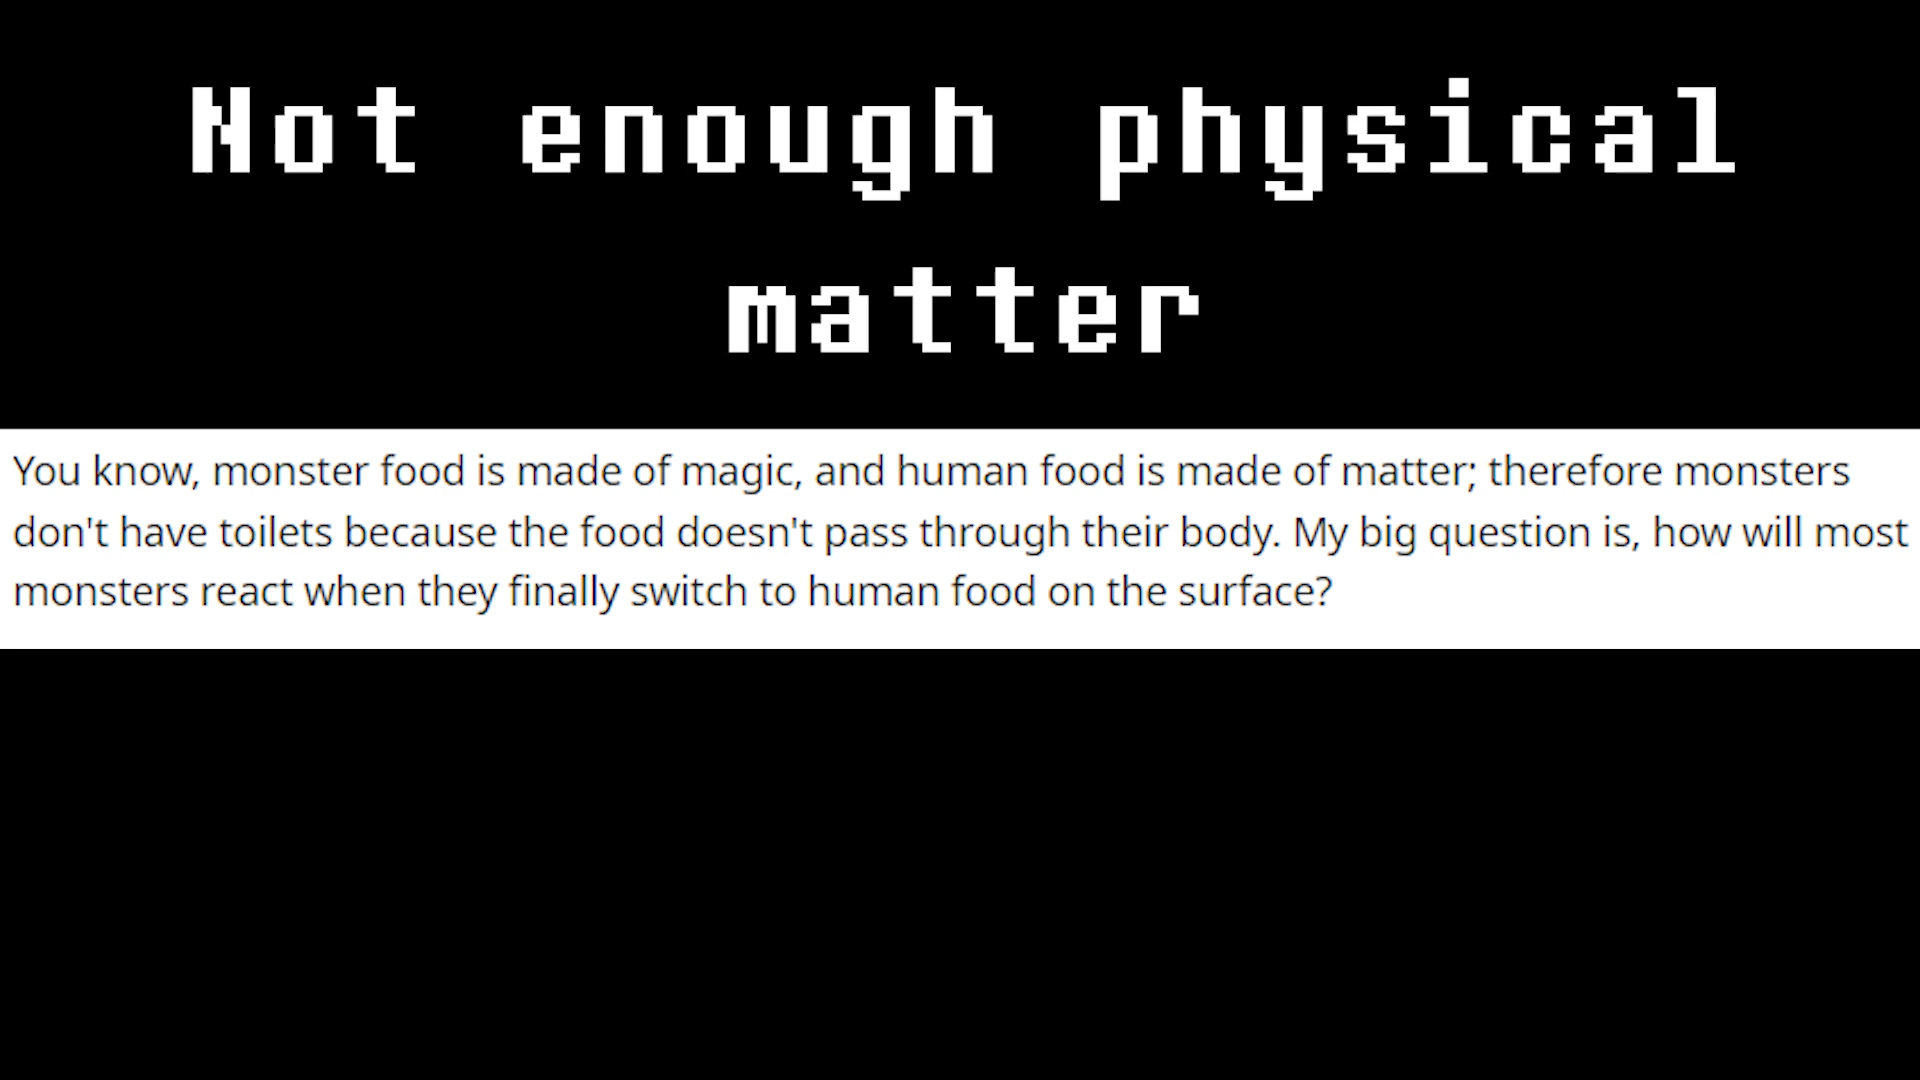 Not enough physical
matter
You know, monster food is made of magic, and human food is made of matter; therefore monsters
don't have toilets because the food doesn't pass through their body. My big question is, how will most
monsters react when they finally switch to human food on the surface?